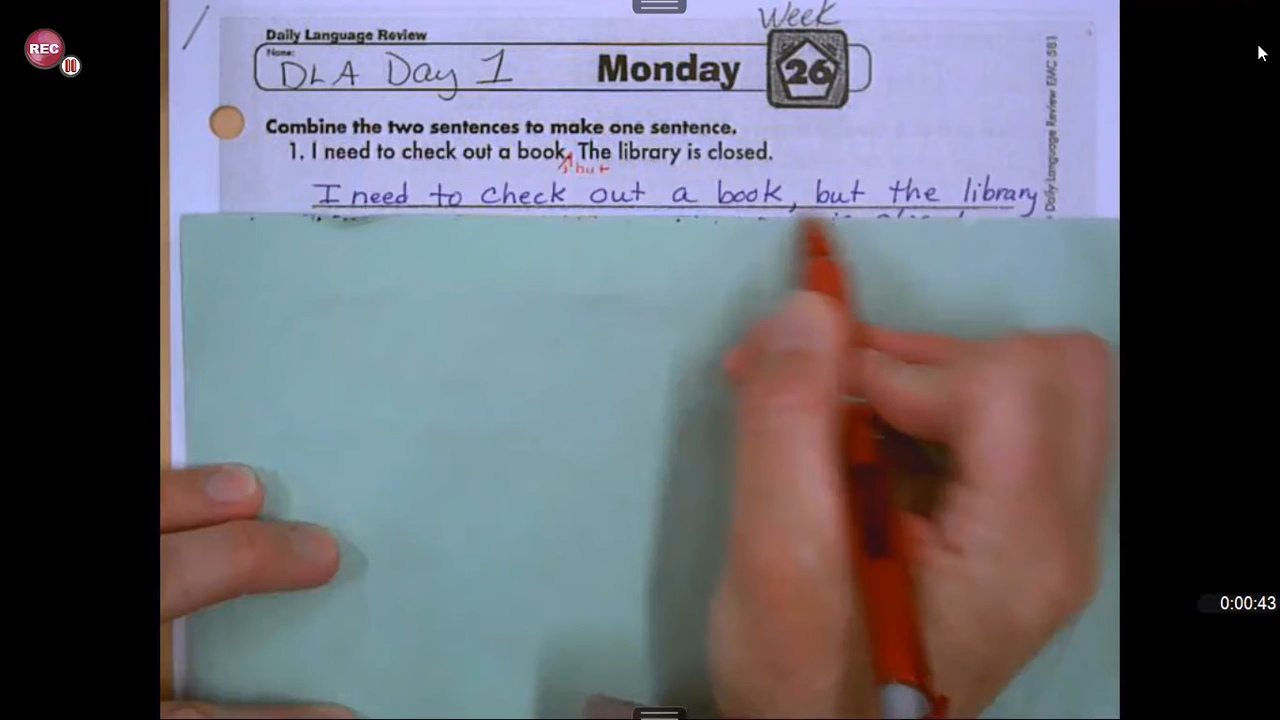 REC
Week
Daily Language Review
Name:
DLA Day 1 Monday 26
Combine the two sentences to make one sentence.
1. I need to check out a book. The library is closed.
, but
I need to check out a book, but the library
Daily Language Review EMC 581
0:00:43